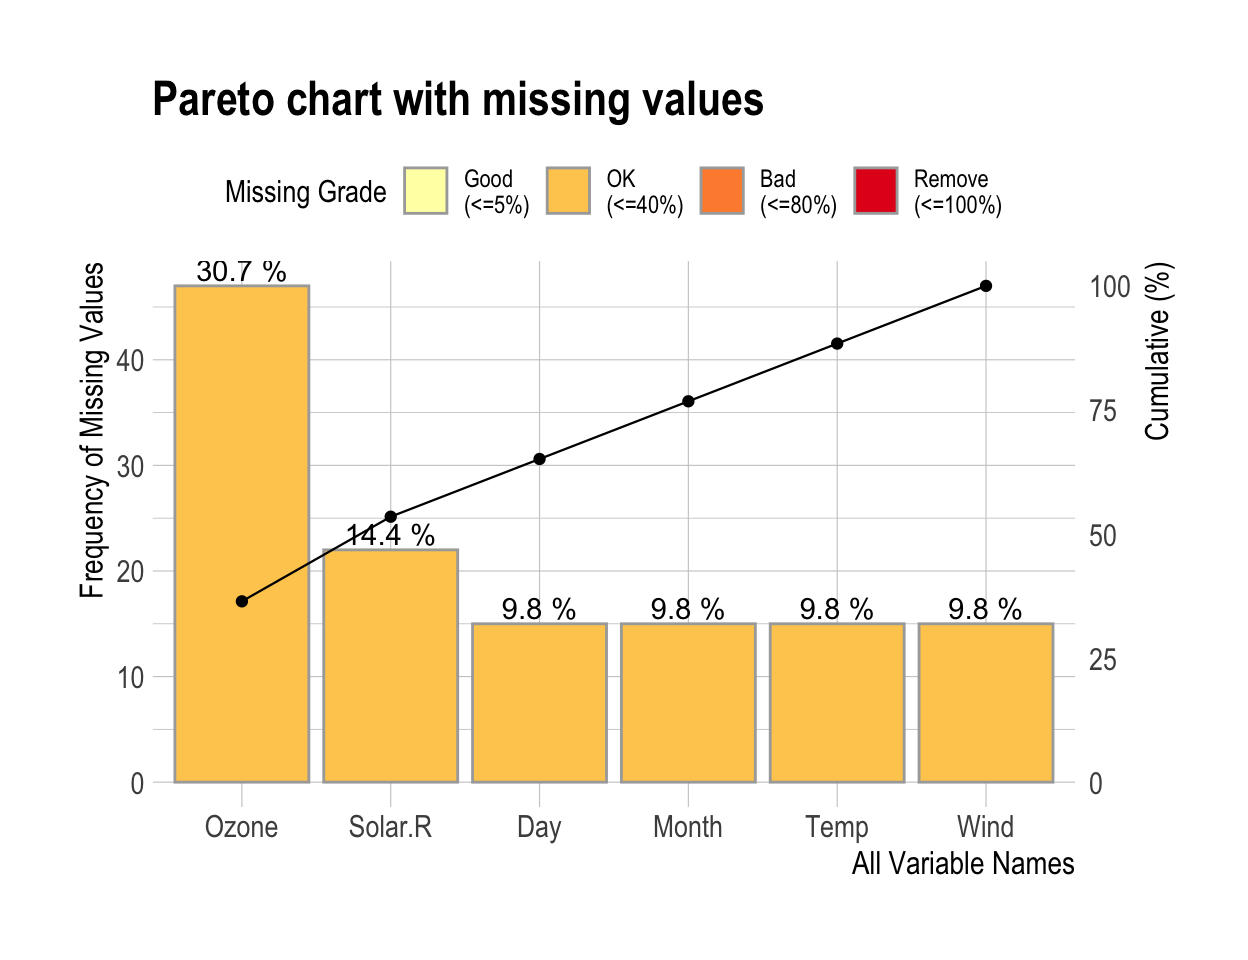 Pareto chart with missing values
Missing Grade
Good
(<=5%)
OK
(<=40%)
Bad
(<=80%)
Remove
(<=100%)
Frequency of Missing Values
40
30
20
10
0
30.7 %
14.4 %
9.8 %
9.8 %
9.8 %
9.8 %
100
75
50
25
0
Cumulative (%)
Ozone
Solar.R
Day
Month
Temp
Wind
All Variable Names